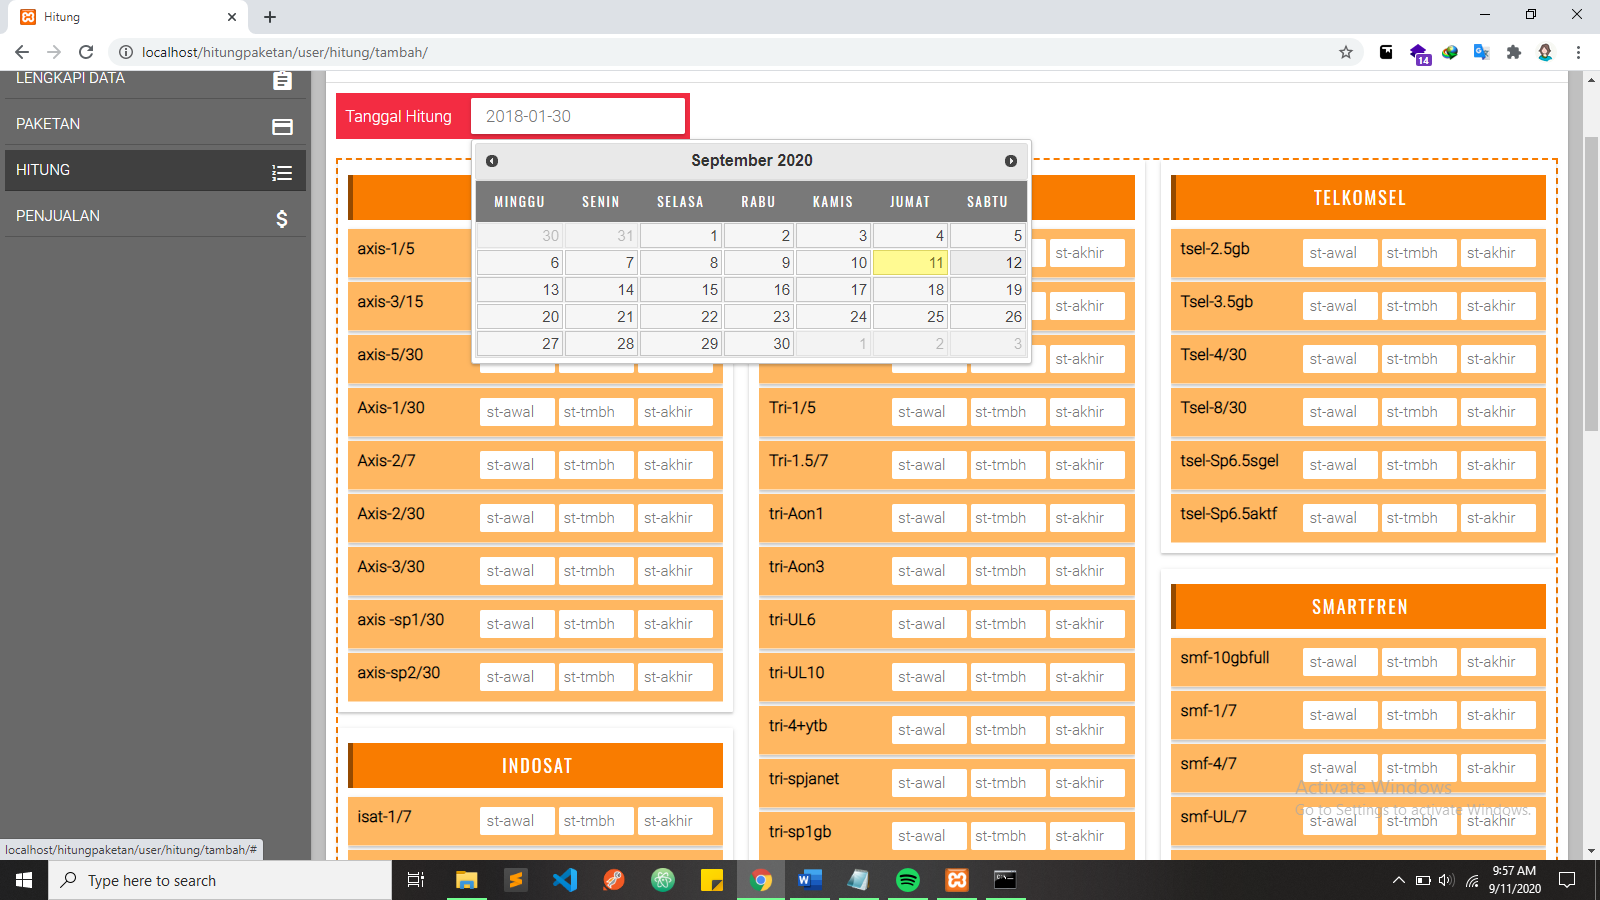 Hitung
localhost/hitungpaketan/user/hitung/tambah/
14
LENGKAPI DATA
PAKETAN
HITUNG
PENJUALAN
Tanggal Hitung 2018-01-30
September 2020
MINGGU SENIN SELASA RABU KAMIS JUMAT SABTU
30 31 1 2 3 4 5
6 7 8 9 10 11 12
13 14 15 16 17 18 19
20 21 22 23 24 25 26
27 28 29 30 1 2 3
axis-1/5
axis-3/15
axis-5/30
Axis-1/30 st-awal st-tmbh st-akhir
Axis-2/7 st-awal st-tmbh st-akhir
Axis-2/30 st-awal st-tmbh st-akhir
Axis-3/30 st-awal st-tmbh st-akhir
axis -sp1/30 st-awal st-tmbh st-akhir
axis-sp2/30 st-awal st-tmbh st-akhir
INDOSAT
isat-1/7 st-awal st-tmbh st-akhir
st-akhir
st-akhir
st-akhir
Tri-1/5 st-awal st-tmbh st-akhir
Tri-1.5/7 st-awal st-tmbh st-akhir
tri-Aon1 st-awal st-tmbh st-akhir
tri-Aon3 st-awal st-tmbh st-akhir
tri-UL6 st-awal st-tmbh st-akhir
tri-UL10 st-awal st-tmbh st-akhir
tri-4+ytb st-awal st-tmbh st-akhir
tri-spjanet st-awal st-tmbh st-akhir
tri-sp1gb st-awal st-tmbh st-akhir
TELKOMSEL
tsel-2.5gb st-awal st-tmbh st-akhir
Tsel-3.5gb st-awal st-tmbh st-akhir
Tsel-4/30 st-awal st-tmbh st-akhir
Tsel-8/30 st-awal st-tmbh st-akhir
tsel-Sp6.5sgel st-awal st-tmbh st-akhir
tsel-Sp6.5aktf st-awal st-tmbh st-akhir
SMARTFREN
smf-10gbfull st-awal st-tmbh st-akhir
smf-1/7 st-awal st-tmbh st-akhir
smf-4/7 st-awal st-tmbh st-akhir
smf-UL/7 st-awal st-tmbh st-akhir
Activate Windows
Go to Settings to activate Windows.
localhost/hitungpaketan/user/hitung/tambah/#
Type here to search
9:57 AM
9/11/2020